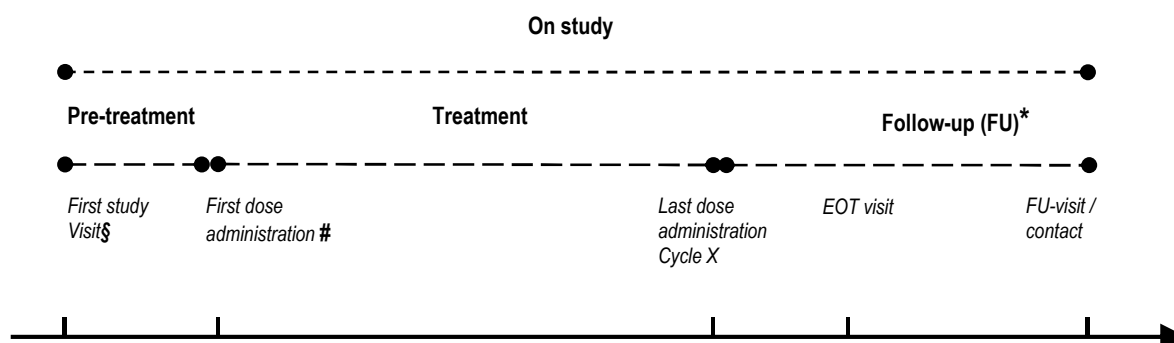 On study
Pre-treatment
Treatment
Follow-up (FU)*
First study
Visit§
First dose
administration #
Last dose
administration
Cycle X
EOT visit
FU-visit /
contact